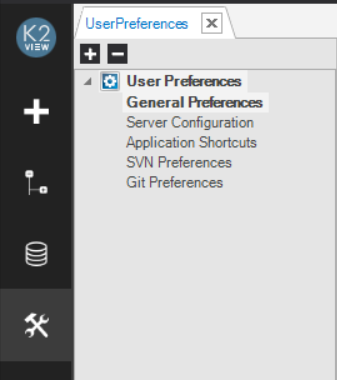 K2
VIEW
UserPreferences
User Preferences
General Preferences
Server Configuration
Application Shortcuts
SVN Preferences
Git Preferences